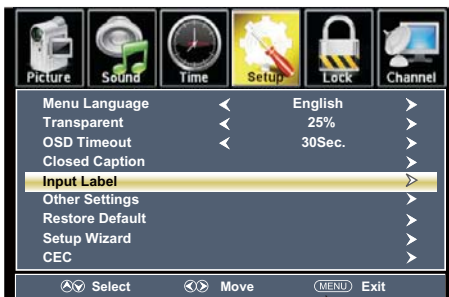 Picture Sound Time Setup Lock Channel
Menu Language English
Transparent 25%
OSD Timeout 30Sec.
Closed Caption
Input Label
Other Settings
Restore Default
Setup Wizard
CEC
Select Move MENU Exit